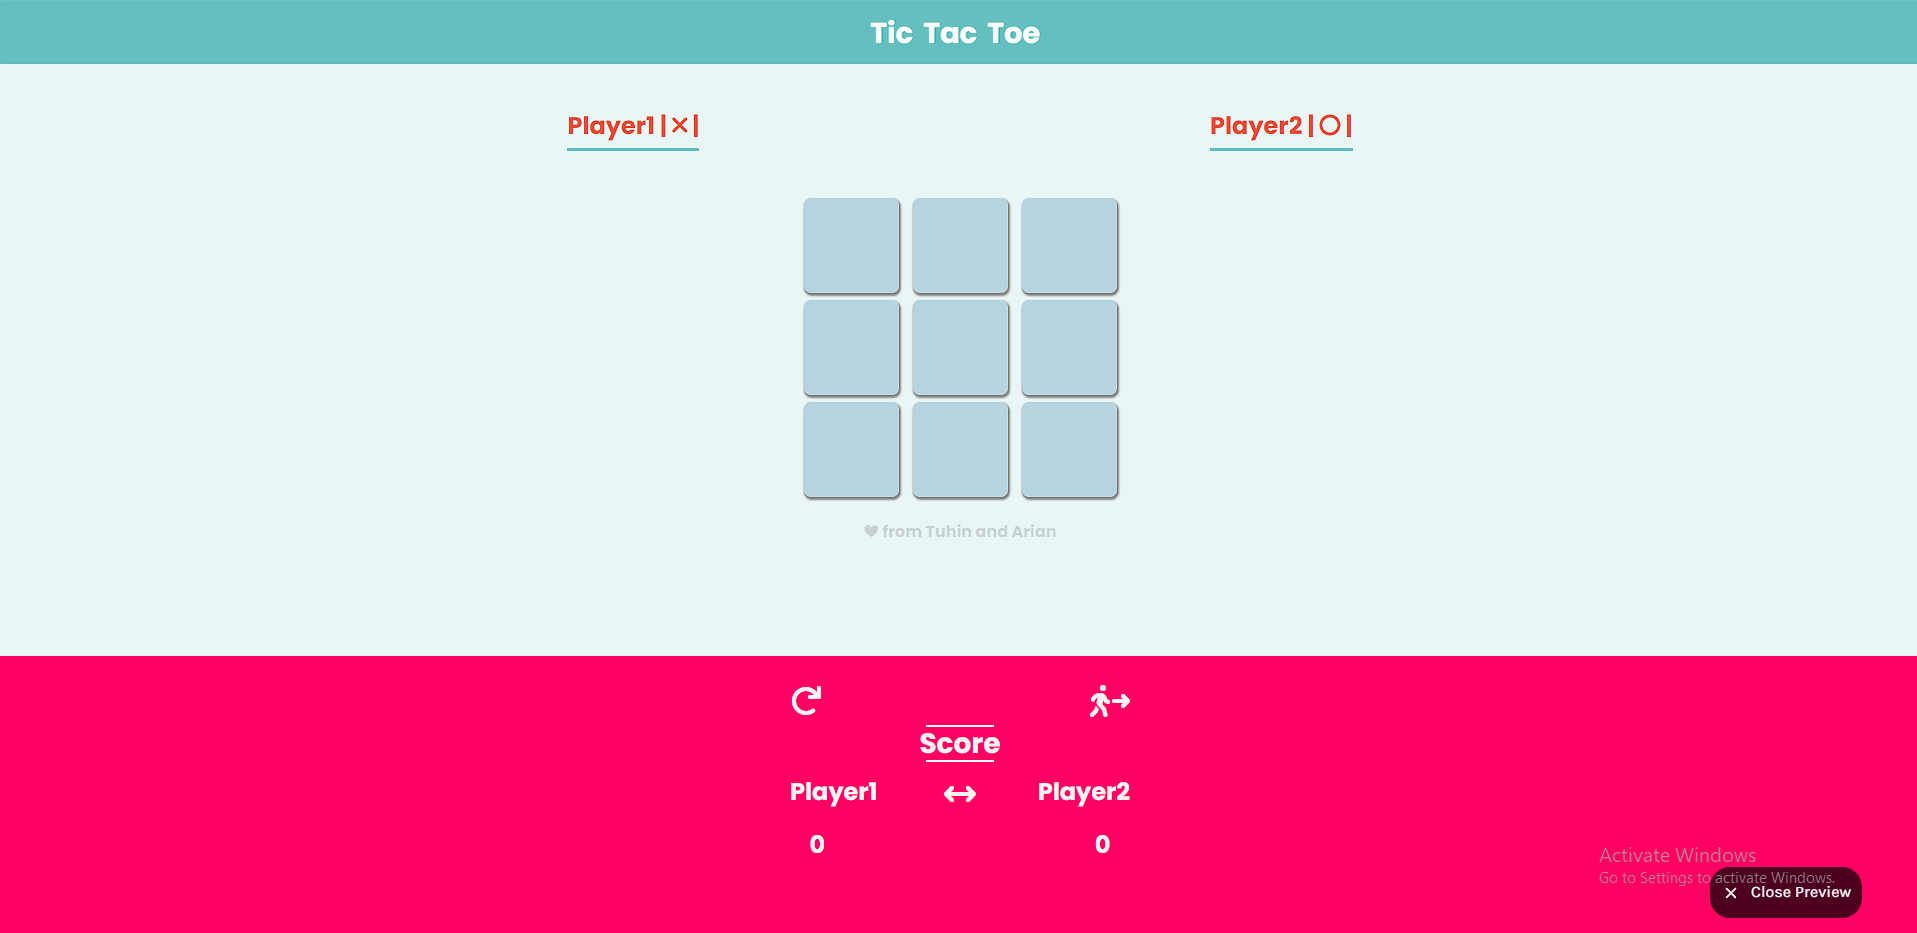 Tic Tac Toe
Player1 |✕|
Player2 |○|
♥ from Tuhin and Arian
Score
Player1 ↔ Player2
0 0
Activate Windows
Go to Settings to activate Windows.
✕ Close Preview